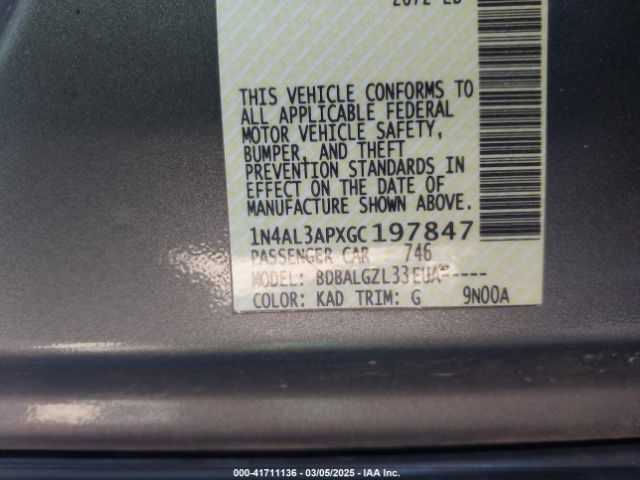 THIS VEHICLE CONFORMS TO
ALL APPLICABLE FEDERAL
MOTOR VEHICLE SAFETY,
BUMPER, AND THEFT
PREVENTION STANDARDS IN
EFFECT ON THE DATE OF
MANUFACTURE SHOWN ABOVE.
1N4AL3APXGC 197847
PASSENGER CAR 746
MODEL: BDBALGZL33EUA-----
COLOR: KAD TRIM: G 9N00A
000-41711136 - 03/05/2025 - IAA Inc.